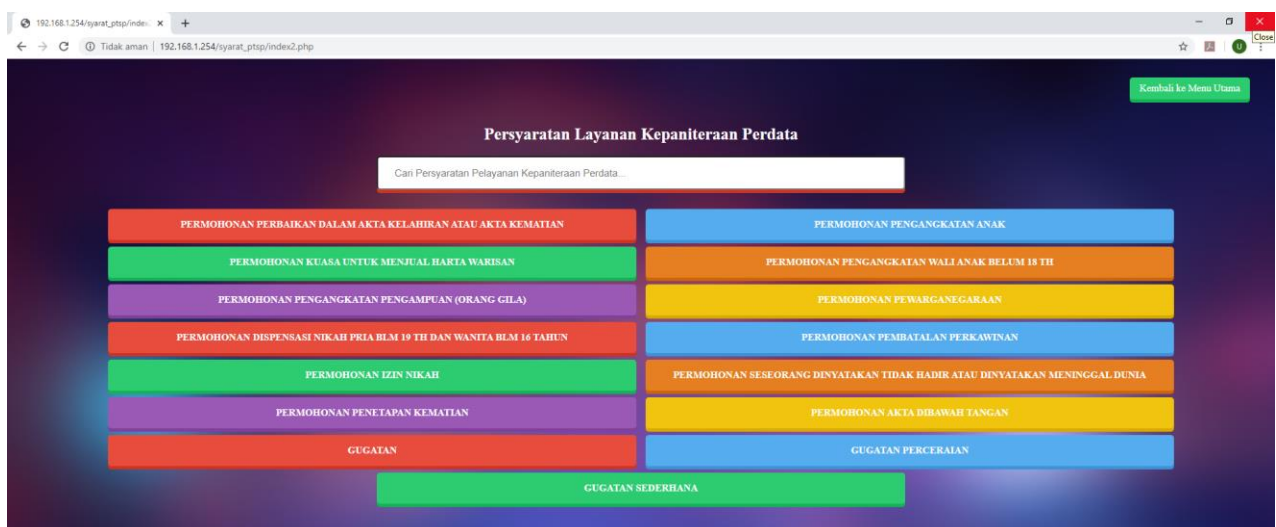 192.168.1.254/syarat_ptsp/index
Tidak aman | 192.168.1.254/syarat_ptsp/index2.php
U
Close
Kembali ke Menu Utama
Persyaratan Layanan Kepaniteraan Perdata
Cari Persyaratan Pelayanan Kepaniteraan Perdata...
PERMOHONAN PERBAIKAN DALAM AKTA KELAHIRAN ATAU AKTA KEMATIAN
PERMOHONAN PENGANGKATAN ANAK
PERMOHONAN KUASA UNTUK MENJUAL HARTA WARISAN
PERMOHONAN PENGANGKATAN WALI ANAK BELUM 18 TH
PERMOHONAN PENGANGKATAN PENGAMPUAN (ORANG GILA)
PERMOHONAN PEWARGANEGARAAN
PERMOHONAN DISPENSASI NIKAH PRIA BLM 19 TH DAN WANITA BLM 16 TAHUN
PERMOHONAN PEMBATALAN PERKAWINAN
PERMOHONAN IZIN NIKAH
PERMOHONAN SESEORANG DINYATAKAN TIDAK HADIR ATAU DINYATAKAN MENINGGAL DUNIA
PERMOHONAN PENETAPAN KEMATIAN
PERMOHONAN AKTA DIBAWAH TANGAN
GUGATAN
GUGATAN PERCERAIAN
GUGATAN SEDERHANA